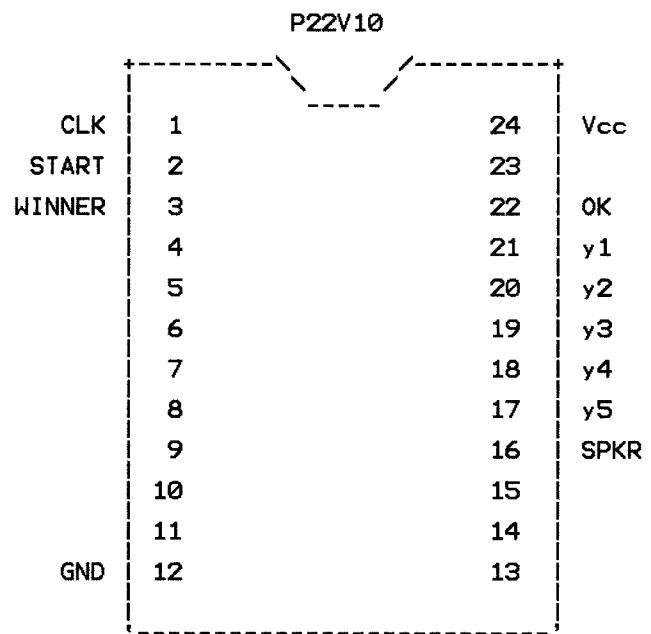 P22V10
CLK 1 24 Vcc
START 2 23
WINNER 3 22 OK
4 21 y1
5 20 y2
6 19 y3
7 18 y4
8 17 y5
9 16 SPKR
10 15
11 14
GND 12 13